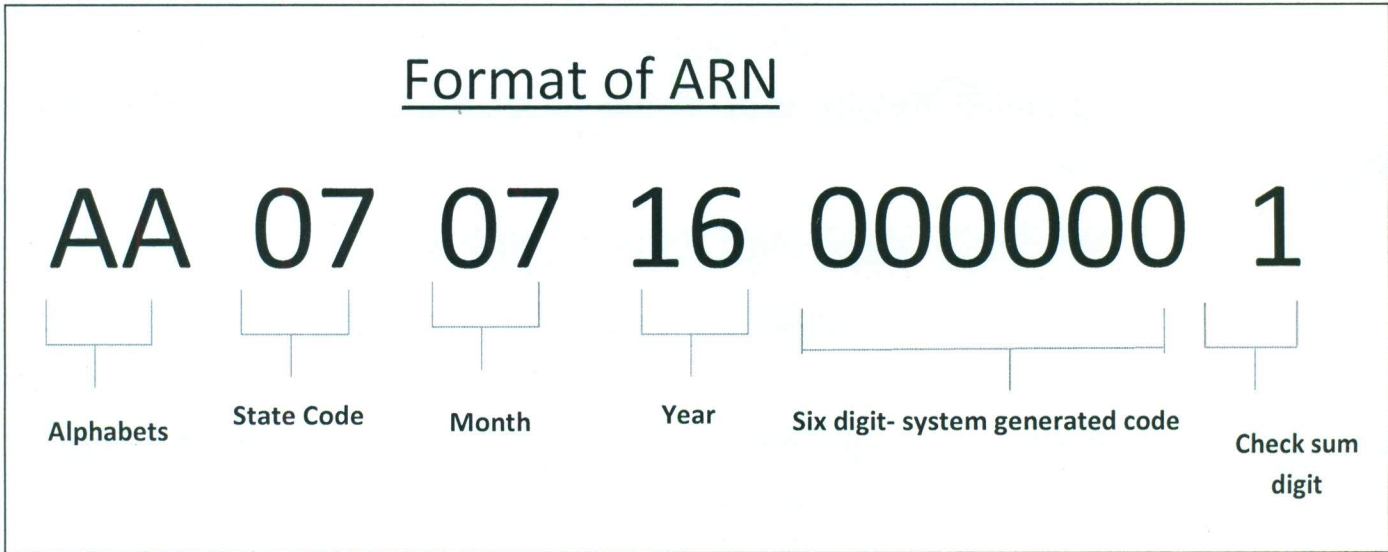 Format of ARN
AA 07 07 16 000000 1
Alphabets State Code Month Year Six digit- system generated code Check sum
digit